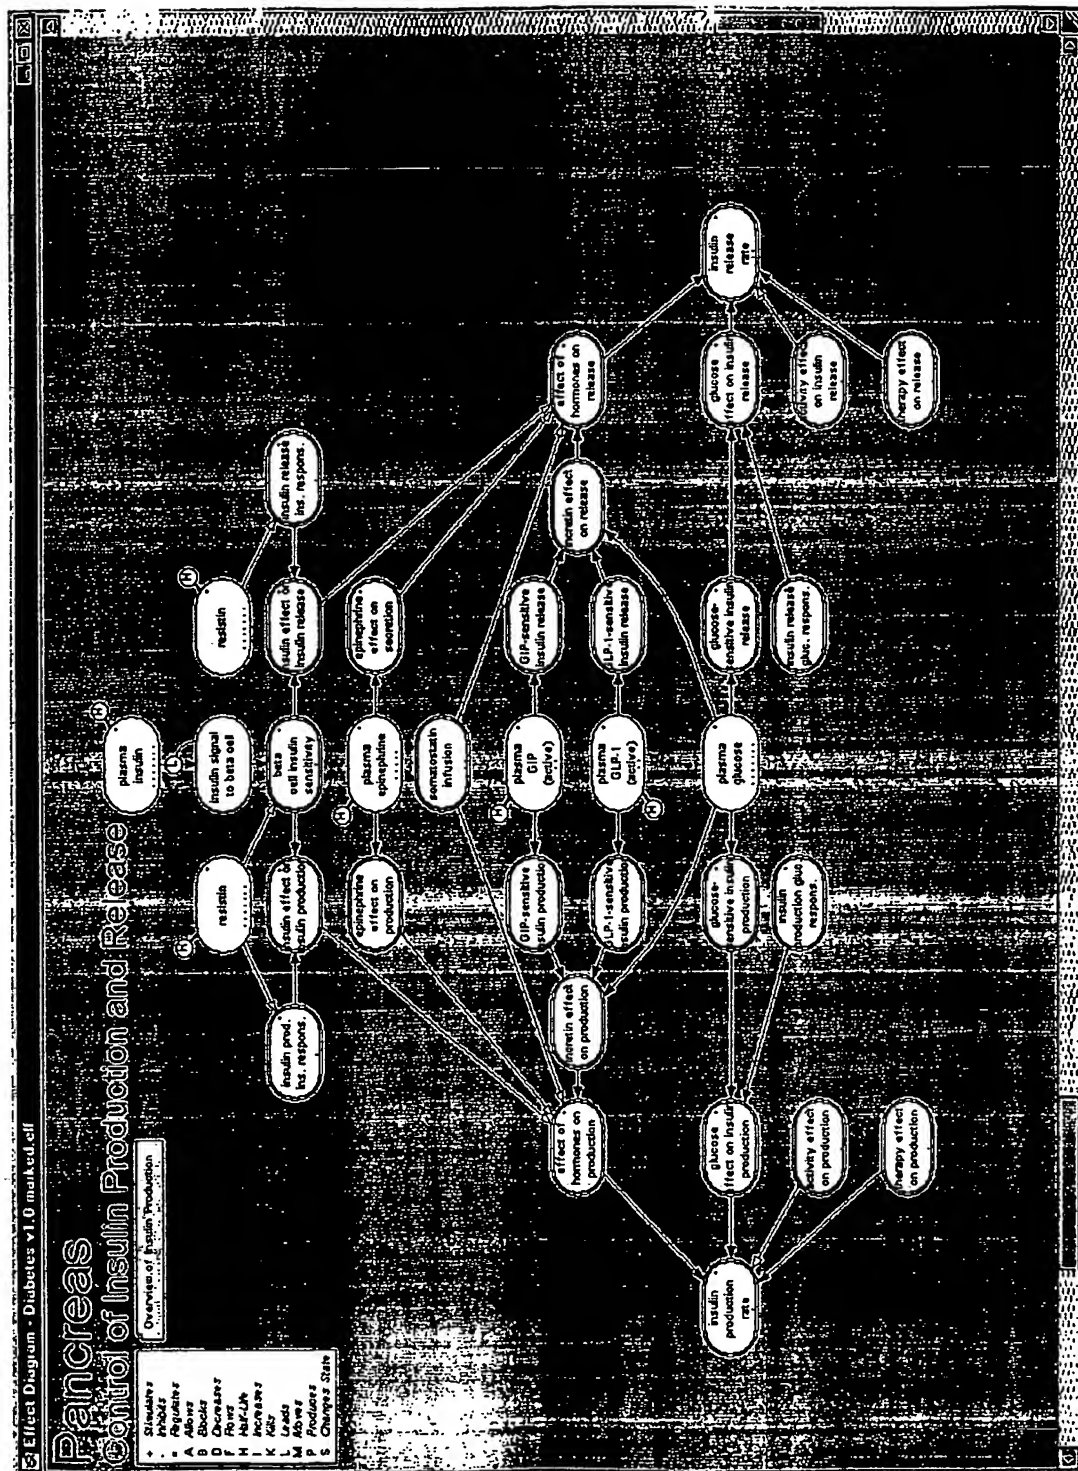 Effect Diagram - Diabetes v1.0 marked.elf
Pancreas
Control of Insulin Production and Release
Overview of Insulin Production
+ Stimulates
- Inhibits
= Regulates
A Allows
B Blocks
D Decreases
F Flows
H Half-Life
I Increases
K Kills
L Leads
M Moves
P Produces
S Changes State
plasma
insulin
H
resistin
H
insulin signal
to beta cell
L
resistin
H
insulin prod.
ins. respons.
insulin effect on
insulin production
beta
cell insulin
sensitivity
insulin effect on
insulin release
insulin release
ins. respons.
epinephrine
effect on
production
plasma
epinephrine
H
epinephrine
effect on
secretion
somatostatin
infusion
effect of
hormones on
production
ncretin effect
on production
GIP-sensitive
sulin production
plasma
GIP
(active)
H
GIP-sensitive
insulin release
ncretin effect
on release
effect of
hormones on
release
LP-1-sensitive
sulin production
plasma
GLP-1
(active)
H
LP-1-sensitive
insulin release
insulin
production
rate
glucose
effect on insulin
production
glucose-
sensitive insulin
production
plasma
glucose
glucose-
sensitive insulin
release
glucose
effect on insulin
release
insulin
release
rate
activity effect
on production
insulin
production gluc
respons.
insulin release
gluc. respons.
activity effect
on insulin
release
therapy effect
on production
therapy effect
on release